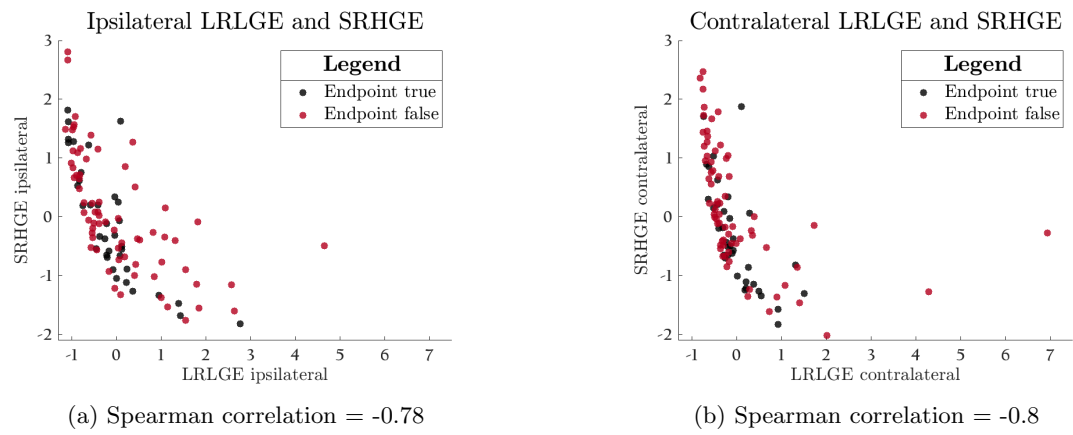 Ipsilateral LRLGE and SRHGE
3
2
1
0
-1
-2
SRHGE ipsilateral
-1 0 1 2 3 4 5 6 7
LRLGE ipsilateral
Legend
Endpoint true
Endpoint false
(a) Spearman correlation = -0.78
Contralateral LRLGE and SRHGE
3
2
1
0
-1
-2
SRHGE contralateral
-1 0 1 2 3 4 5 6 7
LRLGE contralateral
Legend
Endpoint true
Endpoint false
(b) Spearman correlation = -0.8